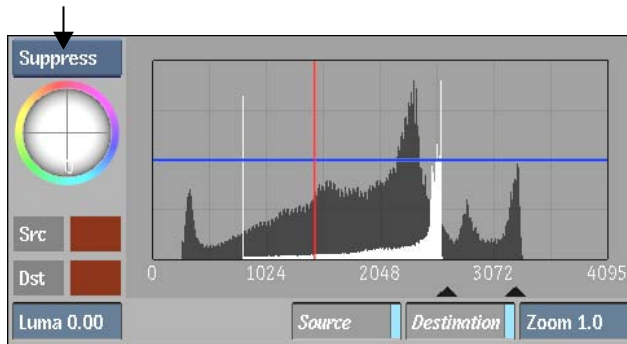 Suppress
Src
Dst
0 1024 2048 3072 4095
Luma 0.00 Source Destination Zoom 1.0